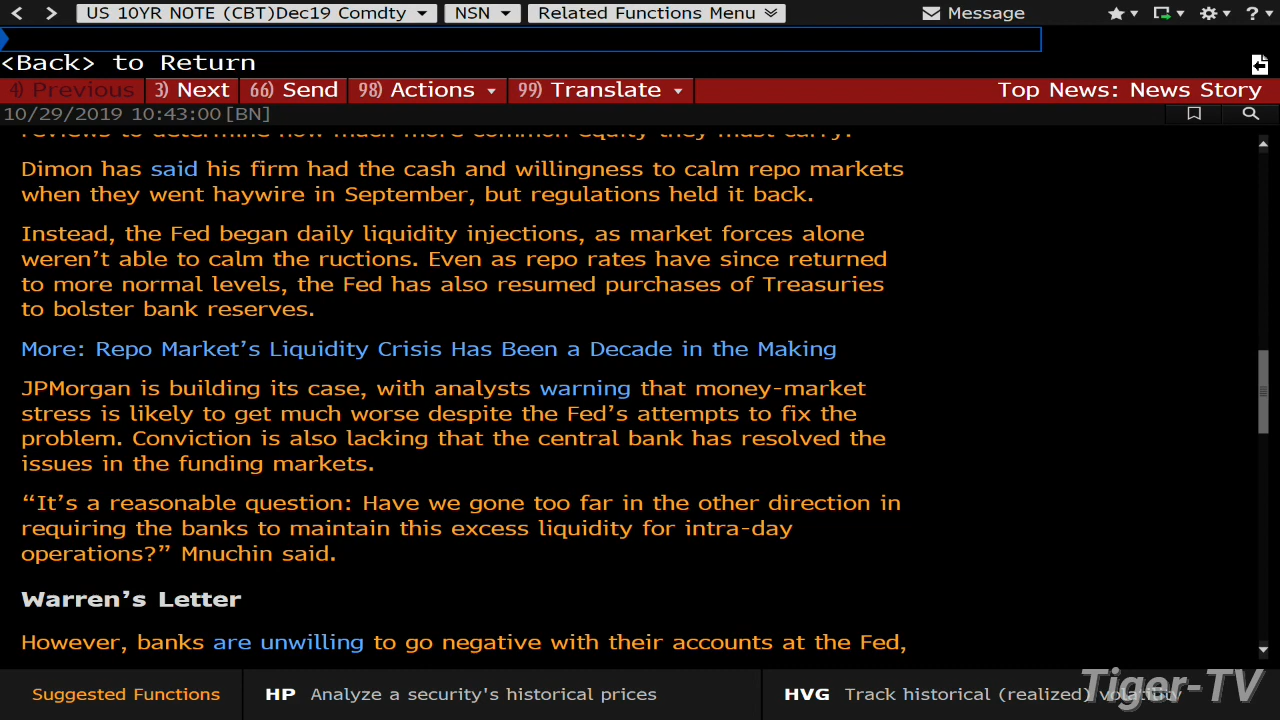 US 10YR NOTE (CBT)Dec19 Comdty NSN Related Functions Menu Message ?
<Back> to Return
4) Previous 3) Next 66) Send 98) Actions 99) Translate Top News: News Story
10/29/2019 10:43:00 [BN]
reviews to determine how much more common equity they must carry.
Dimon has said his firm had the cash and willingness to calm repo markets
when they went haywire in September, but regulations held it back.
Instead, the Fed began daily liquidity injections, as market forces alone
weren't able to calm the ructions. Even as repo rates have since returned
to more normal levels, the Fed has also resumed purchases of Treasuries
to bolster bank reserves.
More: Repo Market's Liquidity Crisis Has Been a Decade in the Making
JPMorgan is building its case, with analysts warning that money-market
stress is likely to get much worse despite the Fed's attempts to fix the
problem. Conviction is also lacking that the central bank has resolved the
issues in the funding markets.
“It's a reasonable question: Have we gone too far in the other direction in
requiring the banks to maintain this excess liquidity for intra-day
operations?” Mnuchin said.
Warren's Letter
However, banks are unwilling to go negative with their accounts at the Fed,
Suggested Functions HP Analyze a security's historical prices HVG Track historical (realized) volatility
Tiger-TV